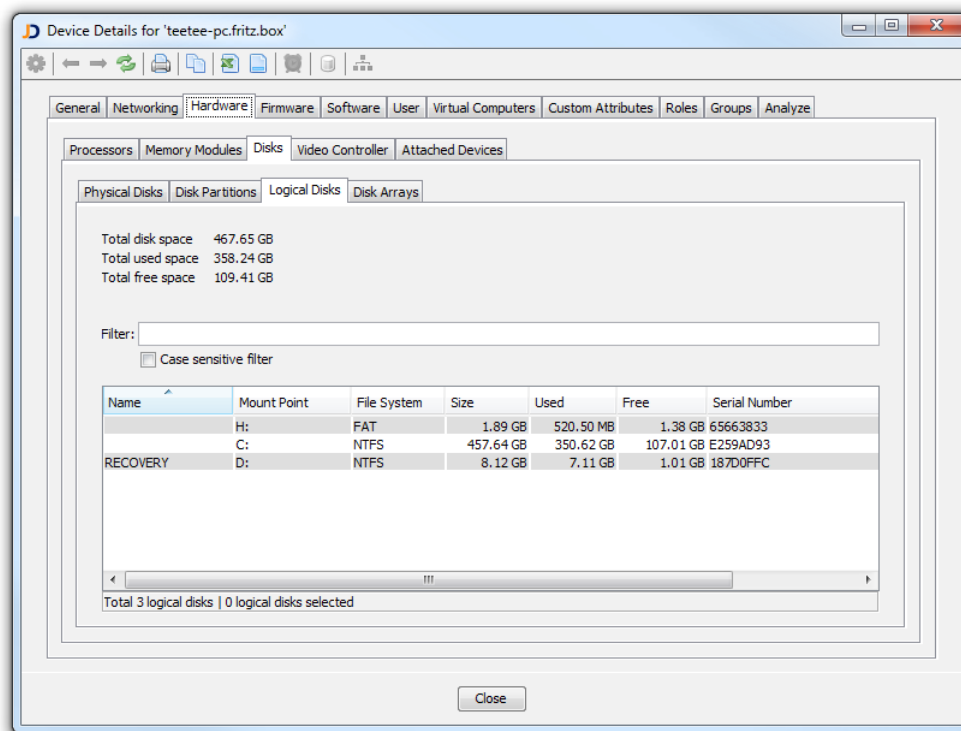 Device Details for 'teetee-pc.fritz.box'
General Networking Hardware Firmware Software User Virtual Computers Custom Attributes Roles Groups Analyze
Processors Memory Modules Disks Video Controller Attached Devices
Physical Disks Disk Partitions Logical Disks Disk Arrays
Total disk space 467.65 GB
Total used space 358.24 GB
Total free space 109.41 GB
Filter:
Case sensitive filter
Name Mount Point File System Size Used Free Serial Number
H: FAT 1.89 GB 520.50 MB 1.38 GB 65663833
C: NTFS 457.64 GB 350.62 GB 107.01 GB E259AD93
RECOVERY D: NTFS 8.12 GB 7.11 GB 1.01 GB 187D0FFC
Total 3 logical disks | 0 logical disks selected
Close